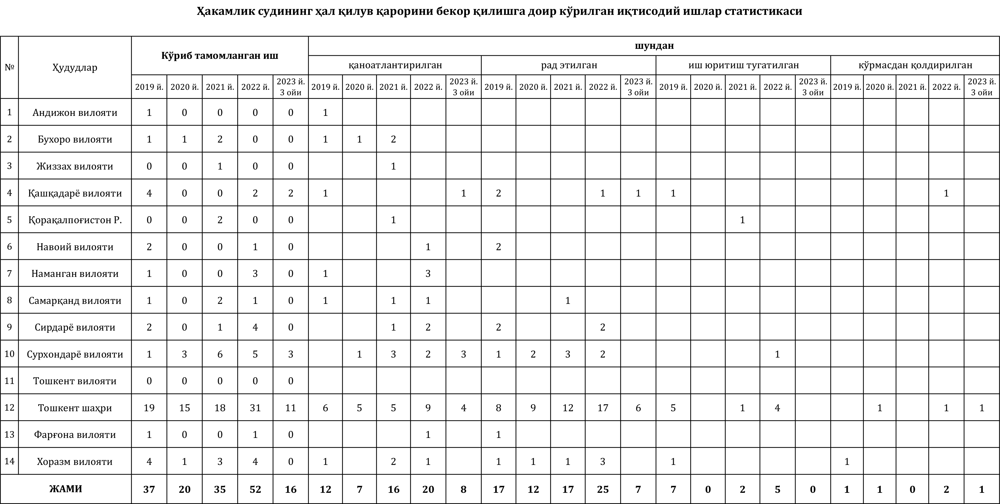 Ҳакамлик судининг ҳал қилув қарорини бекор қилишга доир кўрилган иқтисодий ишлар статистикаси
№ Ҳудудлар Кўриб тамомланган иш шундан
қаноатлантирилган рад этилган иш юритиш тугатилган кўрмасдан қолдирилган
2019 й. 2020 й. 2021 й. 2022 й. 2023 й. 3 ойи 2019 й. 2020 й. 2021 й. 2022 й. 2023 й. 3 ойи 2019 й. 2020 й. 2021 й. 2022 й. 2023 й. 3 ойи 2019 й. 2020 й. 2021 й. 2022 й. 2023 й. 3 ойи 2019 й. 2020 й. 2021 й. 2022 й. 2023 й. 3 ойи
1 Андижон вилояти 1 0 0 0 0 1
2 Бухоро вилояти 1 1 2 0 0 1 1 2
3 Жиззах вилояти 0 0 1 0 0 1
4 Қашқадарё вилояти 4 0 0 2 2 1 1 2 1 1 1 1
5 Қорақалпоғистон Р. 0 0 2 0 0 1 1
6 Навоий вилояти 2 0 0 1 0 1 2
7 Наманган вилояти 1 0 0 3 0 1 3
8 Самарқанд вилояти 1 0 2 1 0 1 1 1 1
9 Сирдарё вилояти 2 0 1 4 0 1 2 2 2
10 Сурхондарё вилояти 1 3 6 5 3 1 3 2 3 1 2 3 2 1
11 Тошкент вилояти 0 0 0 0 0
12 Тошкент шаҳри 19 15 18 31 11 6 5 5 9 4 8 9 12 17 6 5 1 4 1 1 1
13 Фарғона вилояти 1 0 0 1 0 1 1
14 Хоразм вилояти 4 1 3 4 0 1 2 1 1 1 1 3 1 1
ЖАМИ 37 20 35 52 16 12 7 16 20 8 17 12 17 25 7 7 0 2 5 0 1 1 0 2 1